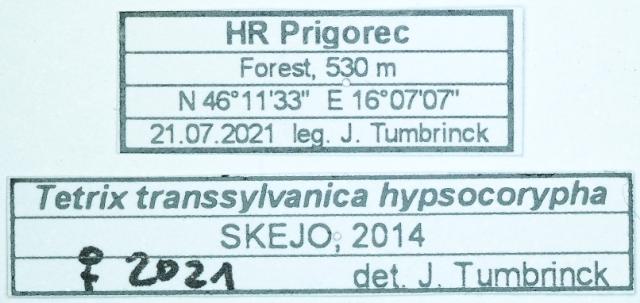 HR Prigorec
Forest, 530 m
N 46°11'33" E 16°07'07"
21.07.2021 leg. J. Tumbrinck
Tetrix transsylvanica hypsocorypha
SKEJO, 2014
♀ 2021 det. J. Tumbrinck